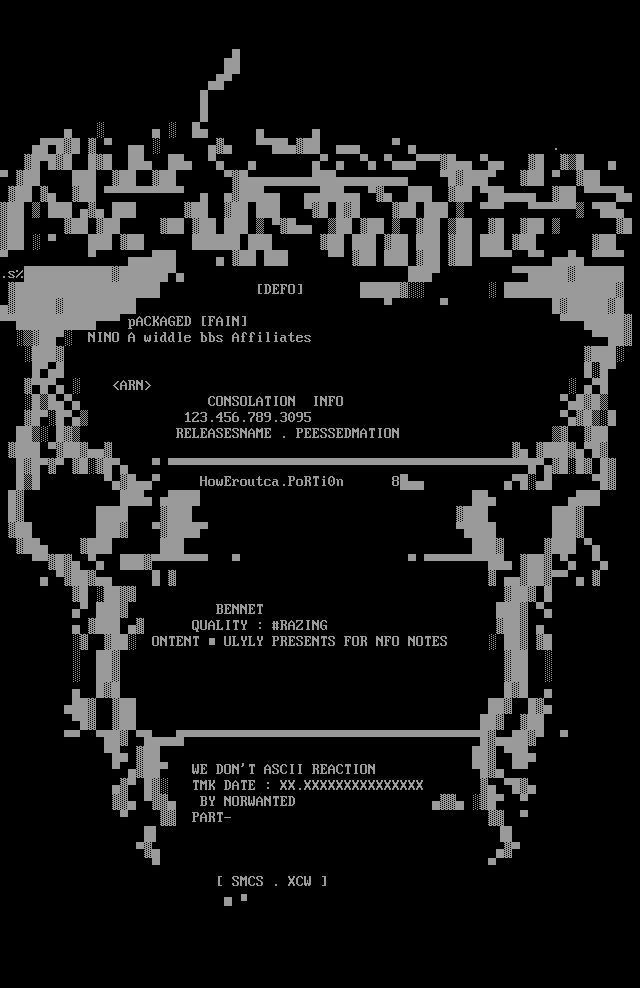 .s%
[DEFO]
pACKAGED [FAIN]
NINO A widdle bbs Affiliates
<ARN>
CONSOLATION  INFO
123.456.789.3095
RELEASESNAME . PEESSEDMATION
HowEroutca.PoRTi0n      8
BENNET
QUALITY : #RAZING
ONTENT ■ ULYLY PRESENTS FOR NFO NOTES
WE DON'T ASCII REACTION
TMK DATE : XX.XXXXXXXXXXXXXXX
BY NORWANTED
PART-
[ SMCS . XCW ]